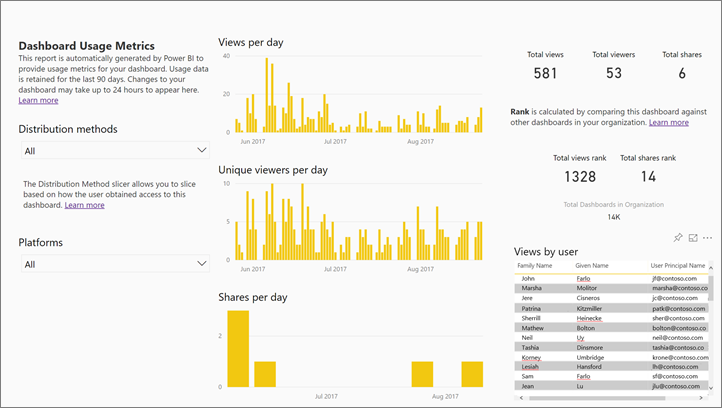 Dashboard Usage Metrics
This report is automatically generated by Power BI to
provide usage metrics for your dashboard. Usage data
is retained for the last 90 days. Changes to your
dashboard may take up to 24 hours to appear here.
Learn more
Distribution methods
All
The Distribution Method slicer allows you to slice
based on how the user obtained access to this
dashboard. Learn more
Platforms
All
Views per day
40
20
0
Jun 2017 Jul 2017 Aug 2017
Unique viewers per day
10
5
0
Jun 2017 Jul 2017 Aug 2017
Shares per day
2
0
Jul 2017 Aug 2017
Total views Total viewers Total shares
581 53 6
Rank is calculated by comparing this dashboard against
other dashboards in your organization. Learn more
Total views rank Total shares rank
1328 14
Total Dashboards in Organization
14K
Views by user
Family Name Given Name User Principal Name
John Farlo jf@contoso.com
Marsha Molitor marsha@contoso.co
Jere Cisneros jc@contoso.com
Patrina Kitzmiller patk@contoso.com
Sherrill Heinecke sher@contoso.com
Mathew Bolton bolton@contoso.co
Neil Uy neil@contoso.com
Tashia Dinsmore tashia@contoso.co
Korney Umbridge krone@contoso.com
Lesiah Hansford lh@contoso.com
Sam Farlo sf@contoso.com
Jean Lu jlu@contoso.com